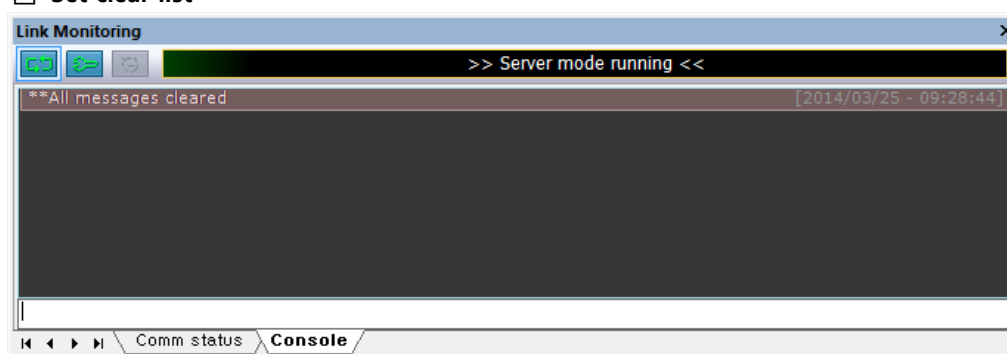 Set clear list
Link Monitoring
>> Server mode running <<
**All messages cleared [2014/03/25 - 09:28:44]
Comm status Console